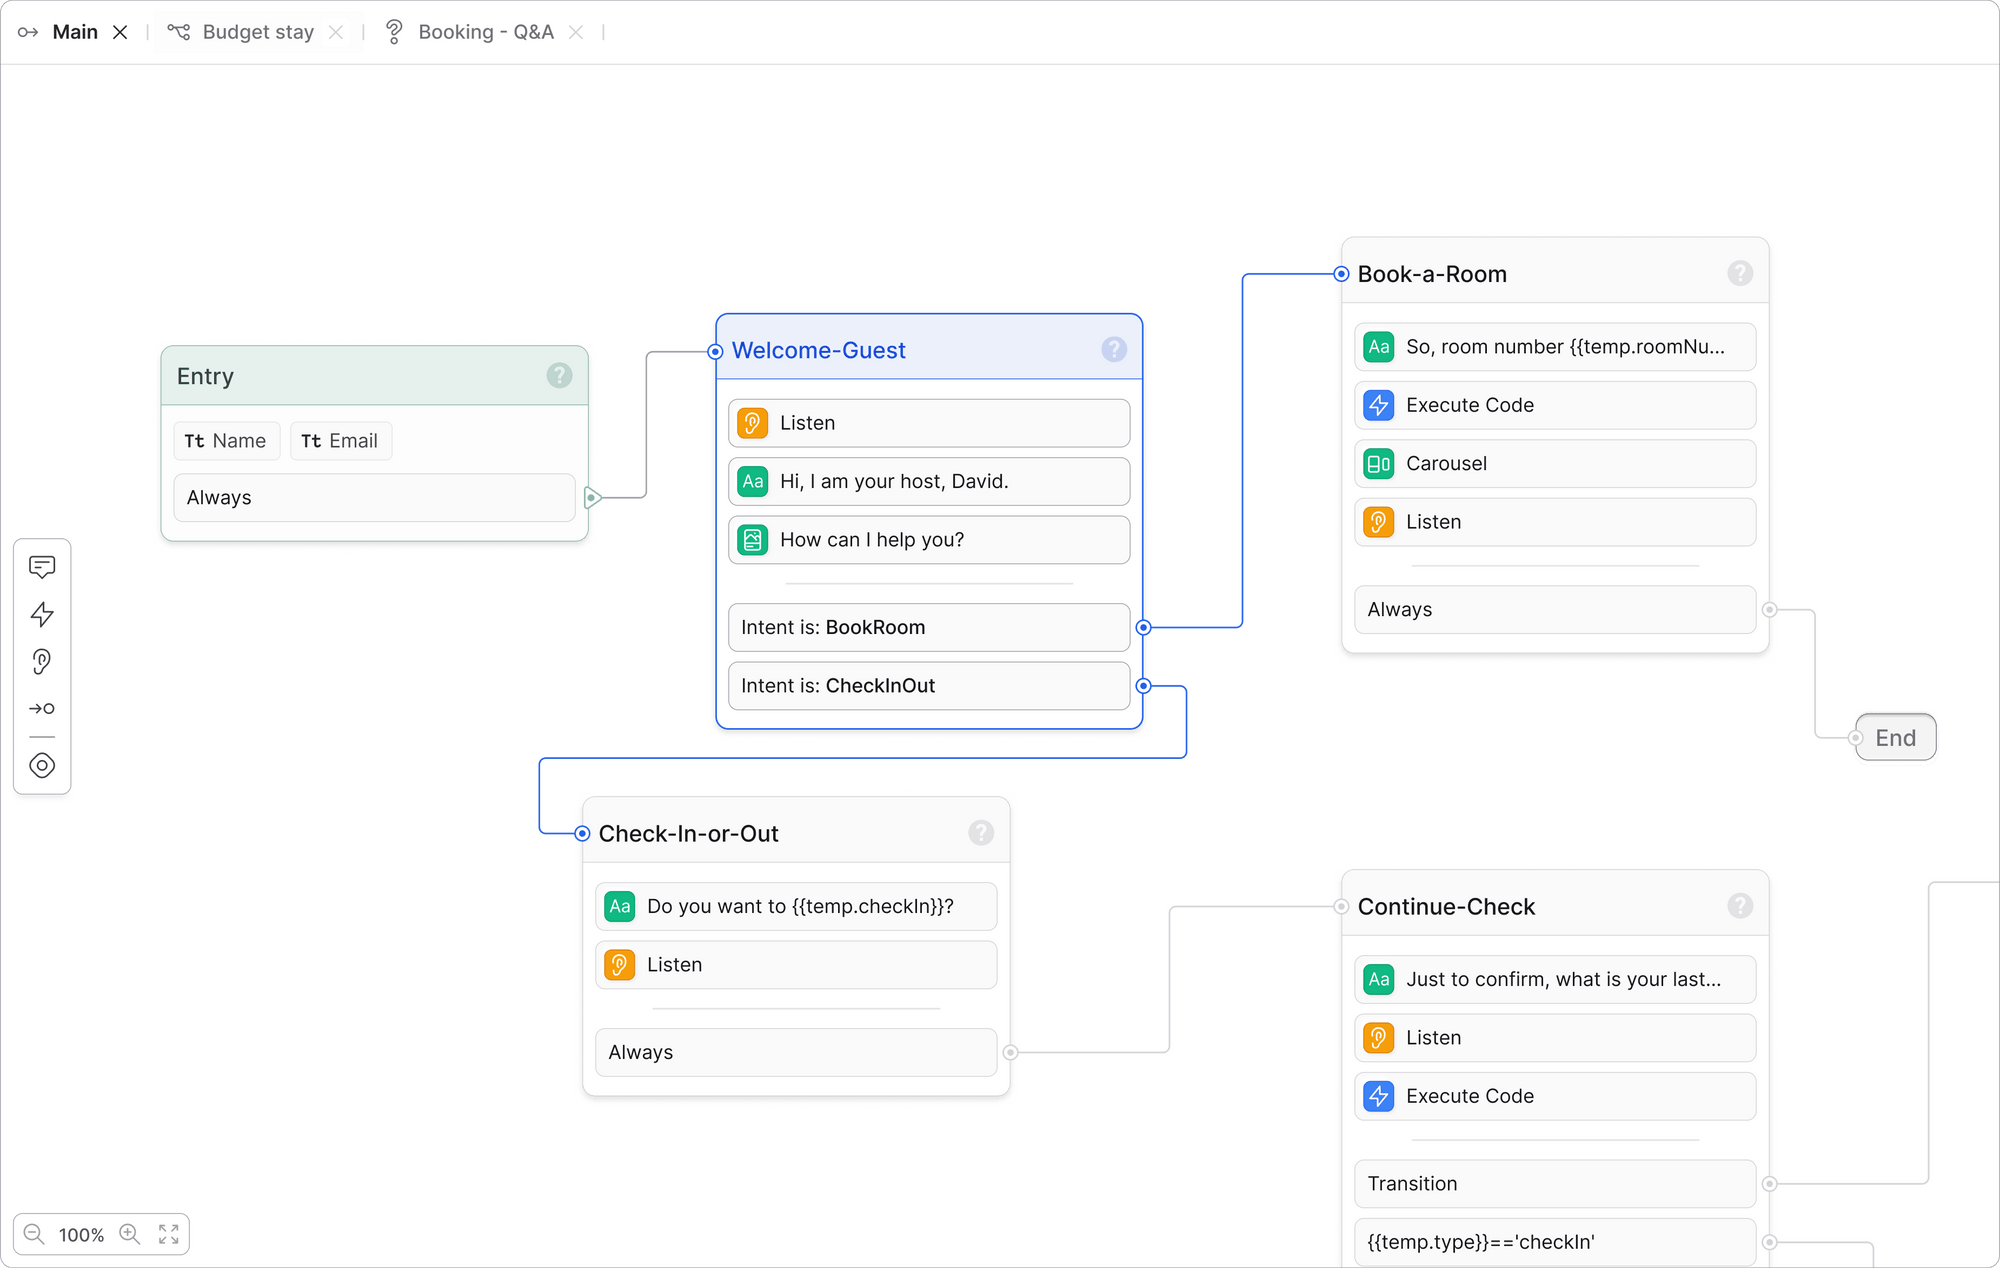 Main
Budget stay
Booking - Q&A
Entry
Tt Name
Tt Email
Always
Welcome-Guest
?
Listen
Aa Hi, I am your host, David.
How can I help you?
Intent is: BookRoom
Intent is: CheckInOut
Book-a-Room
?
Aa So, room number {{temp.roomNu...
Execute Code
Carousel
Listen
Always
End
Check-In-or-Out
?
Aa Do you want to {{temp.checkIn}}?
Listen
Always
Continue-Check
?
Aa Just to confirm, what is your last...
Listen
Execute Code
Transition
{{temp.type}}=='checkIn'
100%